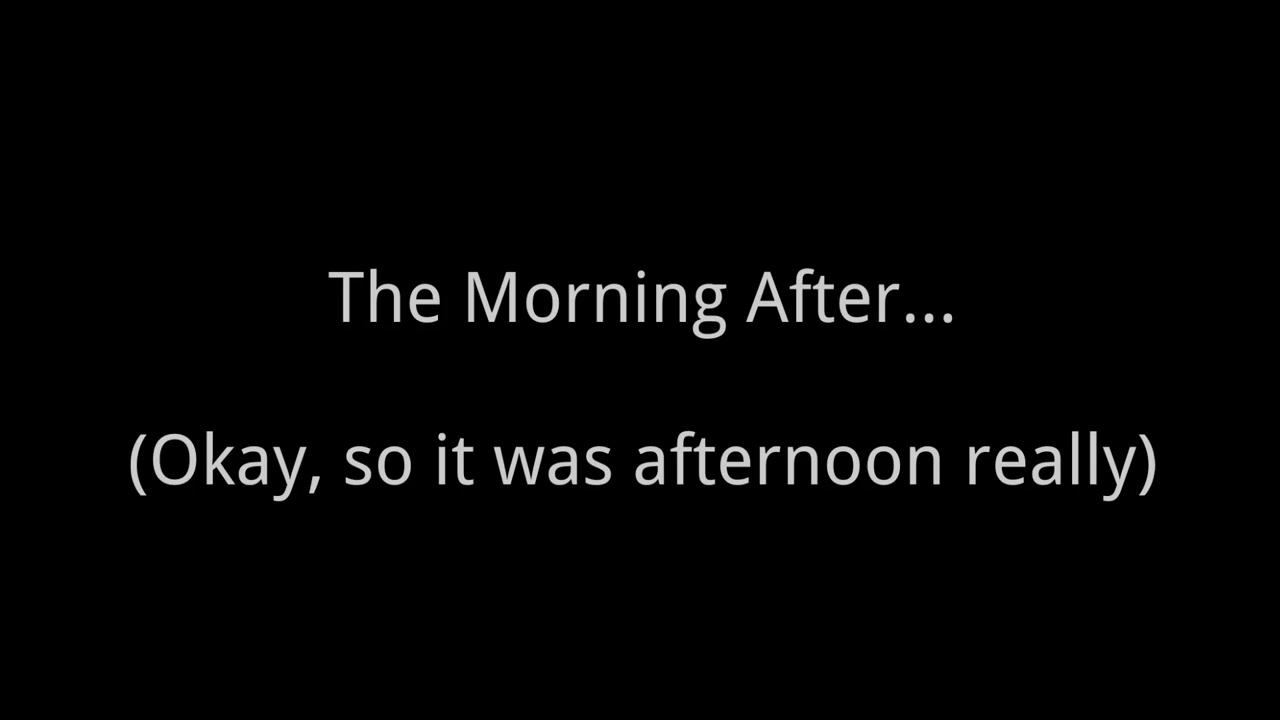 The Morning After...
(Okay, so it was afternoon really)